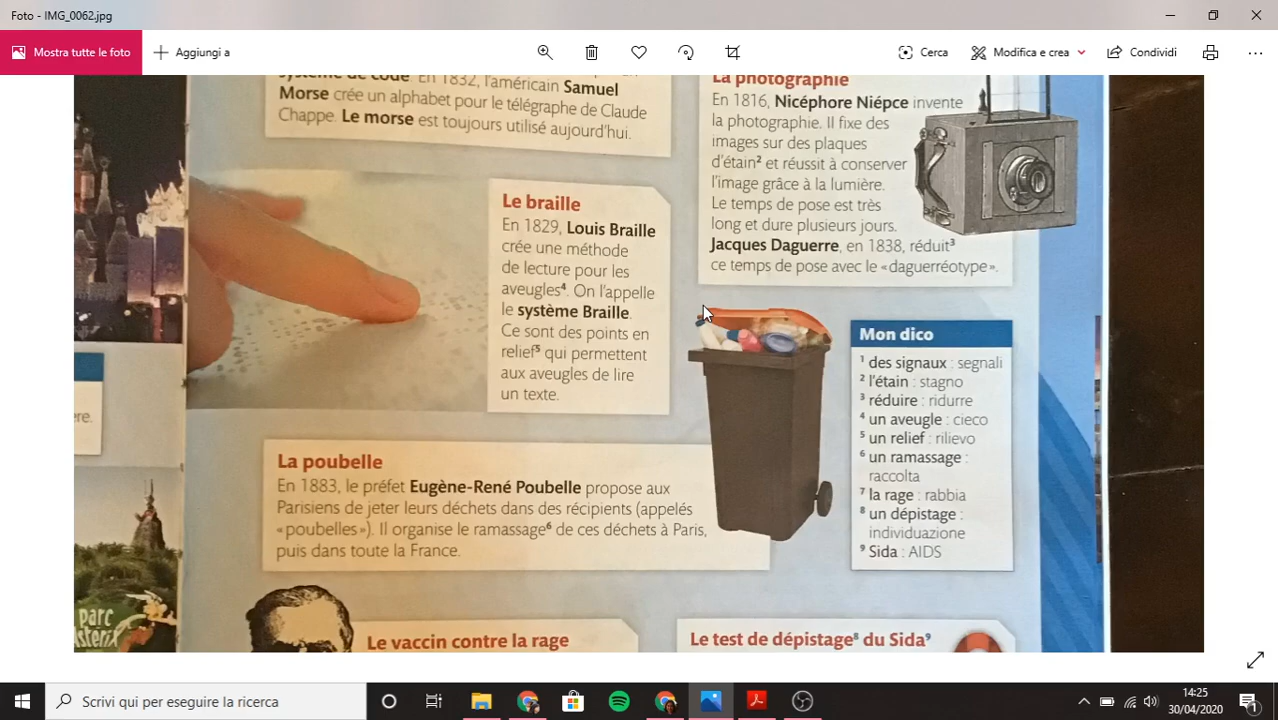 Foto - IMG_0062.jpg
Mostra tutte le foto
Aggiungi a
Cerca
Modifica e crea
Condividi
système de code. En 1832, l'américain Samuel
Morse crée un alphabet pour le télégraphe de Claude
Chappe. Le morse est toujours utilisé aujourd'hui.
La photographie
En 1816, Nicéphore Niépce invente
la photographie. Il fixe des
images sur des plaques
d'étain² et réussit à conserver
l'image grâce à la lumière.
Le temps de pose est très
long et dure plusieurs jours.
Jacques Daguerre, en 1838, réduit³
ce temps de pose avec le «daguerréotype».
Le braille
En 1829, Louis Braille
crée une méthode
de lecture pour les
aveugles⁴. On l'appelle
le système Braille.
Ce sont des points en
relief⁵ qui permettent
aux aveugles de lire
un texte.
Mon dico
¹ des signaux : segnali
² l'étain : stagno
³ réduire : ridurre
⁴ un aveugle : cieco
⁵ un relief : rilievo
⁶ un ramassage :
raccolta
⁷ la rage : rabbia
⁸ un dépistage :
individuazione
⁹ Sida : AIDS
La poubelle
En 1883, le préfet Eugène-René Poubelle propose aux
Parisiens de jeter leurs déchets dans des récipients (appelés
«poubelles»). Il organise le ramassage⁶ de ces déchets à Paris,
puis dans toute la France.
parc
Astérix
Le vaccin contre la rage
Le test de dépistage⁸ du Sida⁹
Scrivi qui per eseguire la ricerca
14:25
30/04/2020